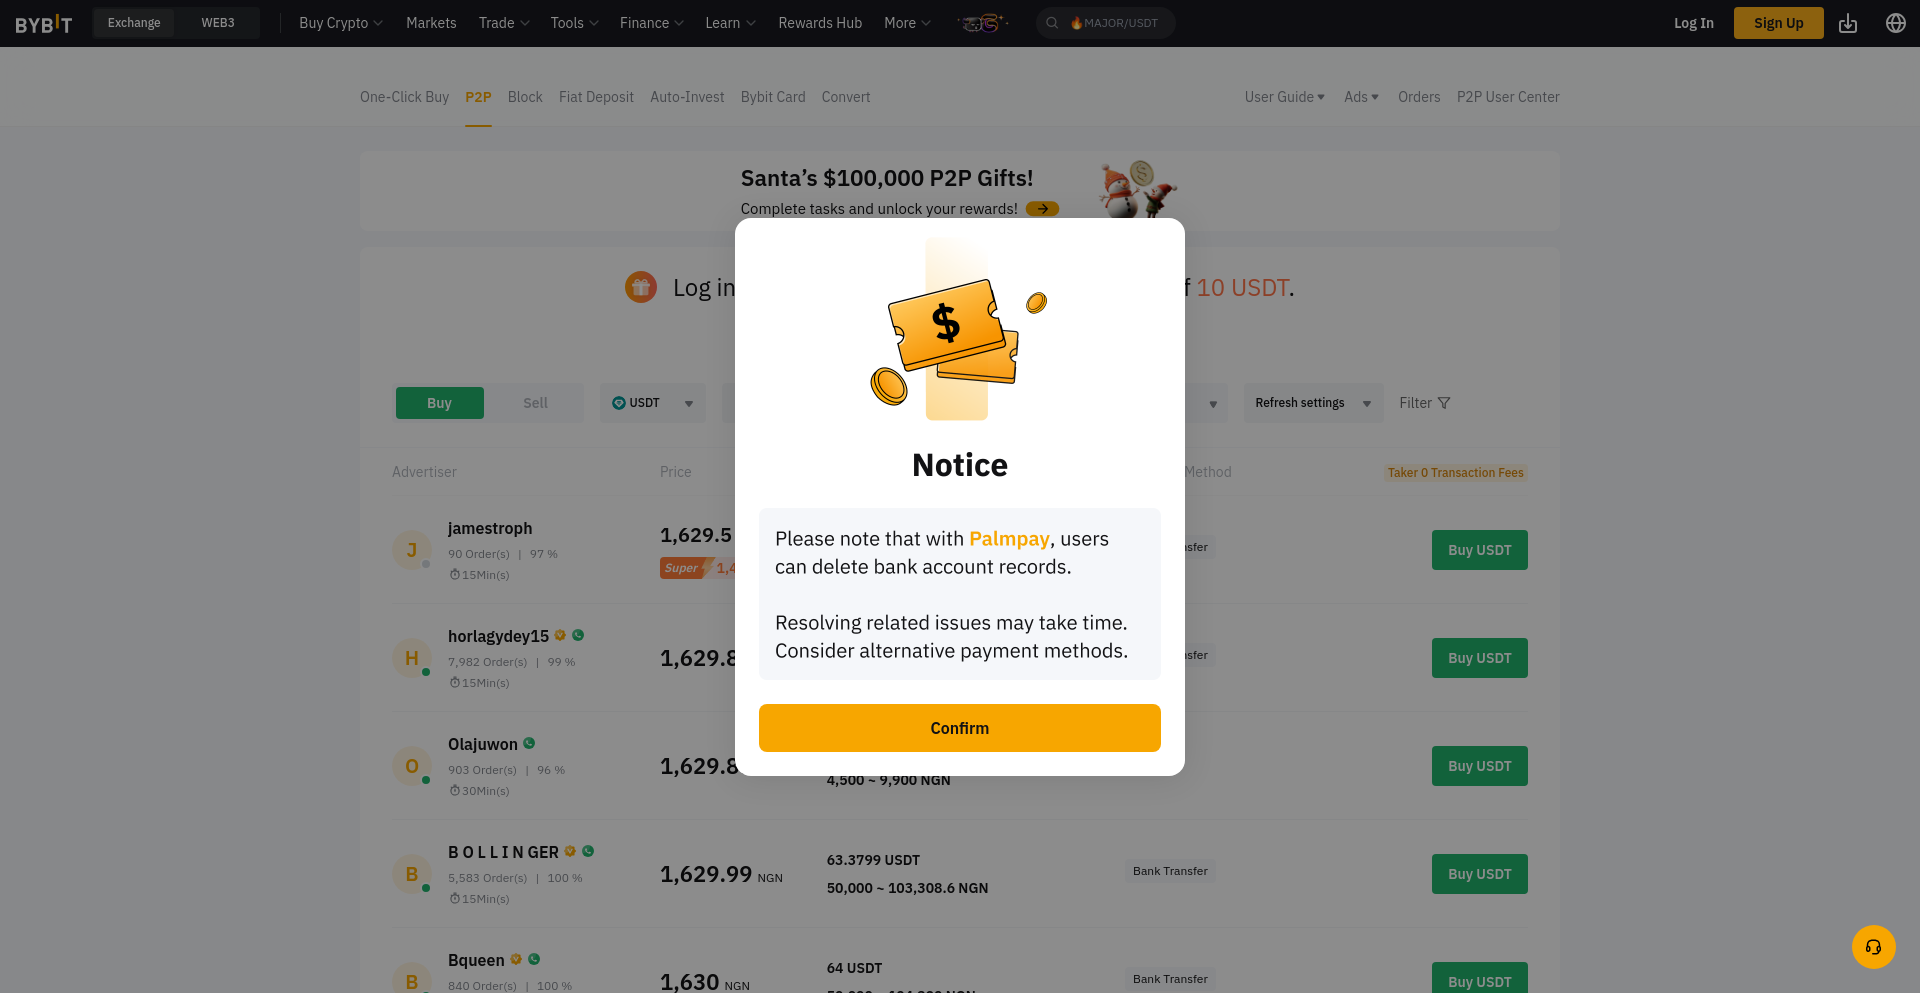 BYBIT
Exchange
WEB3
Buy Crypto
Markets
Trade
Tools
Finance
Learn
Rewards Hub
More
MAJOR/USDT
Log In
Sign Up
One-Click Buy
P2P
Block
Fiat Deposit
Auto-Invest
Bybit Card
Convert
User Guide
Ads
Orders
P2P User Center
Santa's $100,000 P2P Gifts!
Complete tasks and unlock your rewards!
Log in
10 USDT.
Buy
Sell
USDT
Refresh settings
Filter
Advertiser
Price
Method
Taker 0 Transaction Fees
jamestroph
90 Order(s) | 97 %
15Min(s)
1,629.5
Super
Buy USDT
horlagydey15
7,982 Order(s) | 99 %
15Min(s)
1,629.8
Buy USDT
Olajuwon
903 Order(s) | 96 %
30Min(s)
1,629.8
4,500 ~ 9,900 NGN
Buy USDT
B O L L I N GER
5,583 Order(s) | 100 %
15Min(s)
1,629.99 NGN
63.3799 USDT
50,000 ~ 103,308.6 NGN
Bank Transfer
Buy USDT
Bqueen
840 Order(s) | 100 %
1,630 NGN
64 USDT
Bank Transfer
Buy USDT
J
H
O
B
B
$
Notice
Please note that with Palmpay, users
can delete bank account records.
Resolving related issues may take time.
Consider alternative payment methods.
Confirm